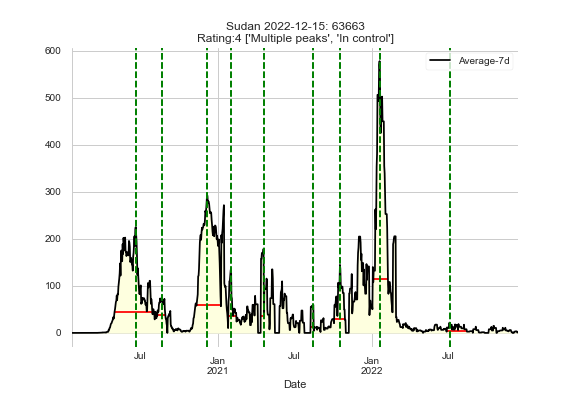 Sudan 2022-12-15: 63663
Rating:4 ['Multiple peaks', 'In control']
Average-7d
600
500
400
300
200
100
0
Jul
Jan
2021
Jul
Jan
2022
Jul
Date